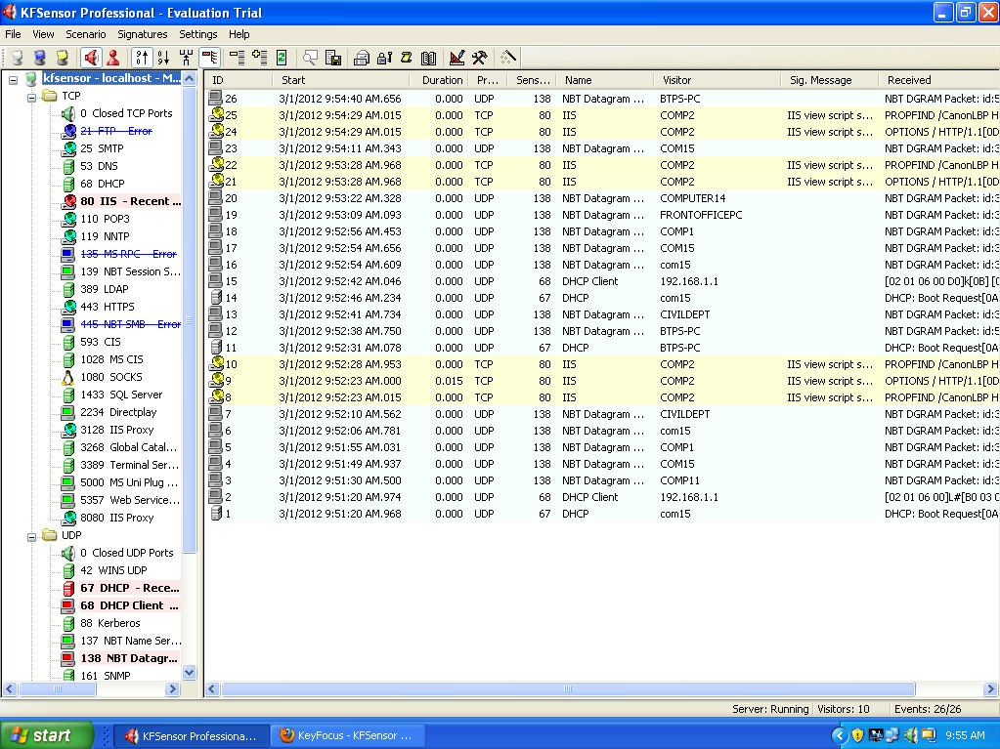 KFSensor Professional - Evaluation Trial
File View Scenario Signatures Settings Help
kfsensor - localhost - M...
TCP
0 Closed TCP Ports
21 FTP - Error
25 SMTP
53 DNS
68 DHCP
80 IIS - Recent ...
110 POP3
119 NNTP
135 MS RPC - Error
139 NBT Session S...
389 LDAP
443 HTTPS
445 NBT SMB - Error
593 CIS
1028 MS CIS
1080 SOCKS
1433 SQL Server
2234 Directplay
3128 IIS Proxy
3268 Global Catal...
3389 Terminal Ser...
5000 MS Uni Plug ...
5357 Web Service...
8080 IIS Proxy
UDP
0 Closed UDP Ports
42 WINS UDP
67 DHCP - Rece...
68 DHCP Client ...
88 Kerberos
137 NBT Name Ser...
138 NBT Datagr...
161 SNMP
ID Start Duration Pr... Sens... Name Visitor Sig. Message Received
26 3/1/2012 9:54:40 AM.656 0.000 UDP 138 NBT Datagram ... BTPS-PC NBT DGRAM Packet: id:5
25 3/1/2012 9:54:29 AM.015 0.000 TCP 80 IIS COMP2 IIS view script s... PROPFIND /CanonLBP H
24 3/1/2012 9:54:29 AM.015 0.000 TCP 80 IIS COMP2 IIS view script s... OPTIONS / HTTP/1.1[0D
23 3/1/2012 9:54:11 AM.343 0.000 UDP 138 NBT Datagram ... COM15 NBT DGRAM Packet: id:3
22 3/1/2012 9:53:28 AM.968 0.000 TCP 80 IIS COMP2 IIS view script s... PROPFIND /CanonLBP H
21 3/1/2012 9:53:28 AM.968 0.000 TCP 80 IIS COMP2 IIS view script s... OPTIONS / HTTP/1.1[0D
20 3/1/2012 9:53:22 AM.328 0.000 UDP 138 NBT Datagram ... COMPUTER14 NBT DGRAM Packet: id:3
19 3/1/2012 9:53:09 AM.093 0.000 UDP 138 NBT Datagram ... FRONTOFFICEPC NBT DGRAM Packet: id:3
18 3/1/2012 9:52:56 AM.453 0.000 UDP 138 NBT Datagram ... COMP1 NBT DGRAM Packet: id:3
17 3/1/2012 9:52:54 AM.656 0.000 UDP 138 NBT Datagram ... COM15 NBT DGRAM Packet: id:3
16 3/1/2012 9:52:54 AM.609 0.000 UDP 138 NBT Datagram ... com15 NBT DGRAM Packet: id:3
15 3/1/2012 9:52:42 AM.046 0.000 UDP 68 DHCP Client 192.168.1.1 [02 01 06 00 D0]k[0B] [0
14 3/1/2012 9:52:46 AM.234 0.000 UDP 67 DHCP com15 DHCP: Boot Request[0A
13 3/1/2012 9:52:41 AM.734 0.000 UDP 138 NBT Datagram ... CIVILDEPT NBT DGRAM Packet: id:3
12 3/1/2012 9:52:38 AM.750 0.000 UDP 138 NBT Datagram ... BTPS-PC NBT DGRAM Packet: id:5
11 3/1/2012 9:52:31 AM.078 0.000 UDP 67 DHCP BTPS-PC DHCP: Boot Request[0A
10 3/1/2012 9:52:28 AM.953 0.000 TCP 80 IIS COMP2 IIS view script s... PROPFIND /CanonLBP H
9 3/1/2012 9:52:23 AM.000 0.015 TCP 80 IIS COMP2 IIS view script s... OPTIONS / HTTP/1.1[0D
8 3/1/2012 9:52:23 AM.015 0.000 TCP 80 IIS COMP2 IIS view script s... PROPFIND /CanonLBP H
7 3/1/2012 9:52:10 AM.562 0.000 UDP 138 NBT Datagram ... CIVILDEPT NBT DGRAM Packet: id:3
6 3/1/2012 9:52:06 AM.781 0.000 UDP 138 NBT Datagram ... com15 NBT DGRAM Packet: id:3
5 3/1/2012 9:51:55 AM.031 0.000 UDP 138 NBT Datagram ... COMP1 NBT DGRAM Packet: id:3
4 3/1/2012 9:51:49 AM.937 0.000 UDP 138 NBT Datagram ... COM15 NBT DGRAM Packet: id:3
3 3/1/2012 9:51:30 AM.500 0.000 UDP 138 NBT Datagram ... COMP11 NBT DGRAM Packet: id:3
2 3/1/2012 9:51:20 AM.974 0.000 UDP 68 DHCP Client 192.168.1.1 [02 01 06 00]L#[B0 03 0
1 3/1/2012 9:51:20 AM.968 0.000 UDP 67 DHCP com15 DHCP: Boot Request[0A
Server: Running Visitors: 10 Events: 26/26
start KFSensor Professiona... KeyFocus - KFSensor ... 9:55 AM